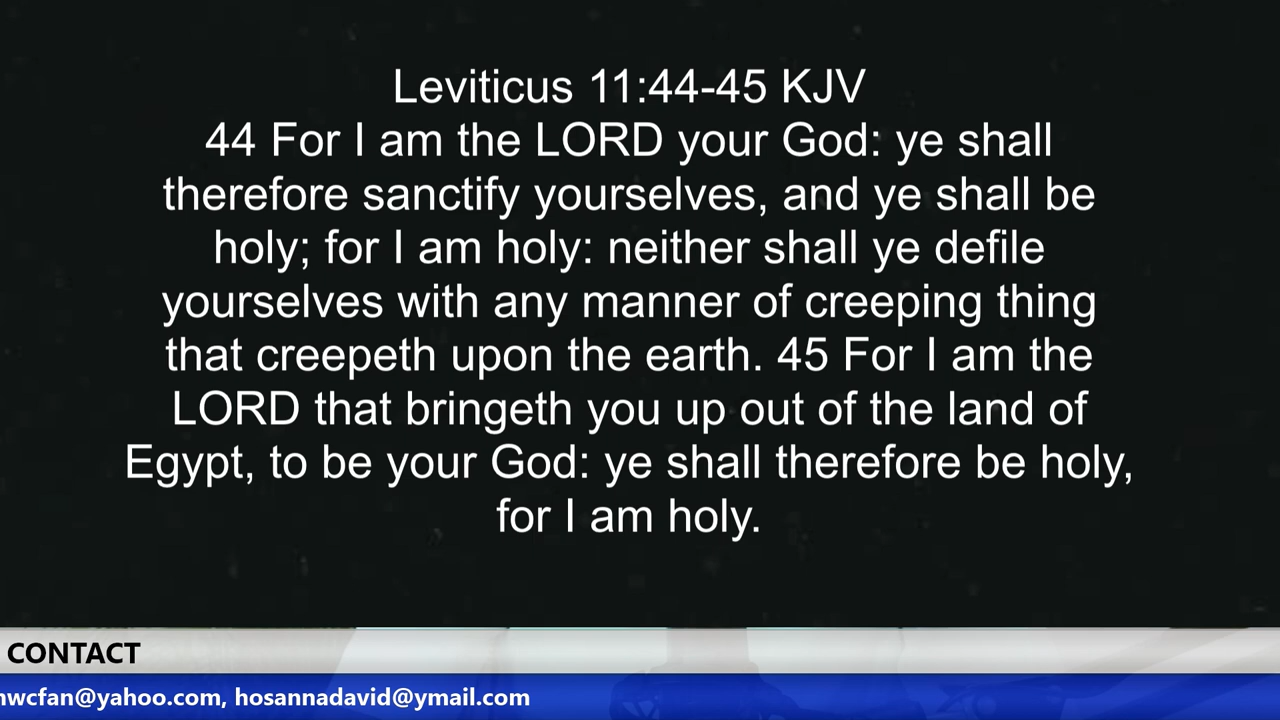 Leviticus 11:44-45 KJV
44 For I am the LORD your God: ye shall
therefore sanctify yourselves, and ye shall be
holy; for I am holy: neither shall ye defile
yourselves with any manner of creeping thing
that creepeth upon the earth. 45 For I am the
LORD that bringeth you up out of the land of
Egypt, to be your God: ye shall therefore be holy,
for I am holy.
CONTACT
hosannadavid@ymail.com